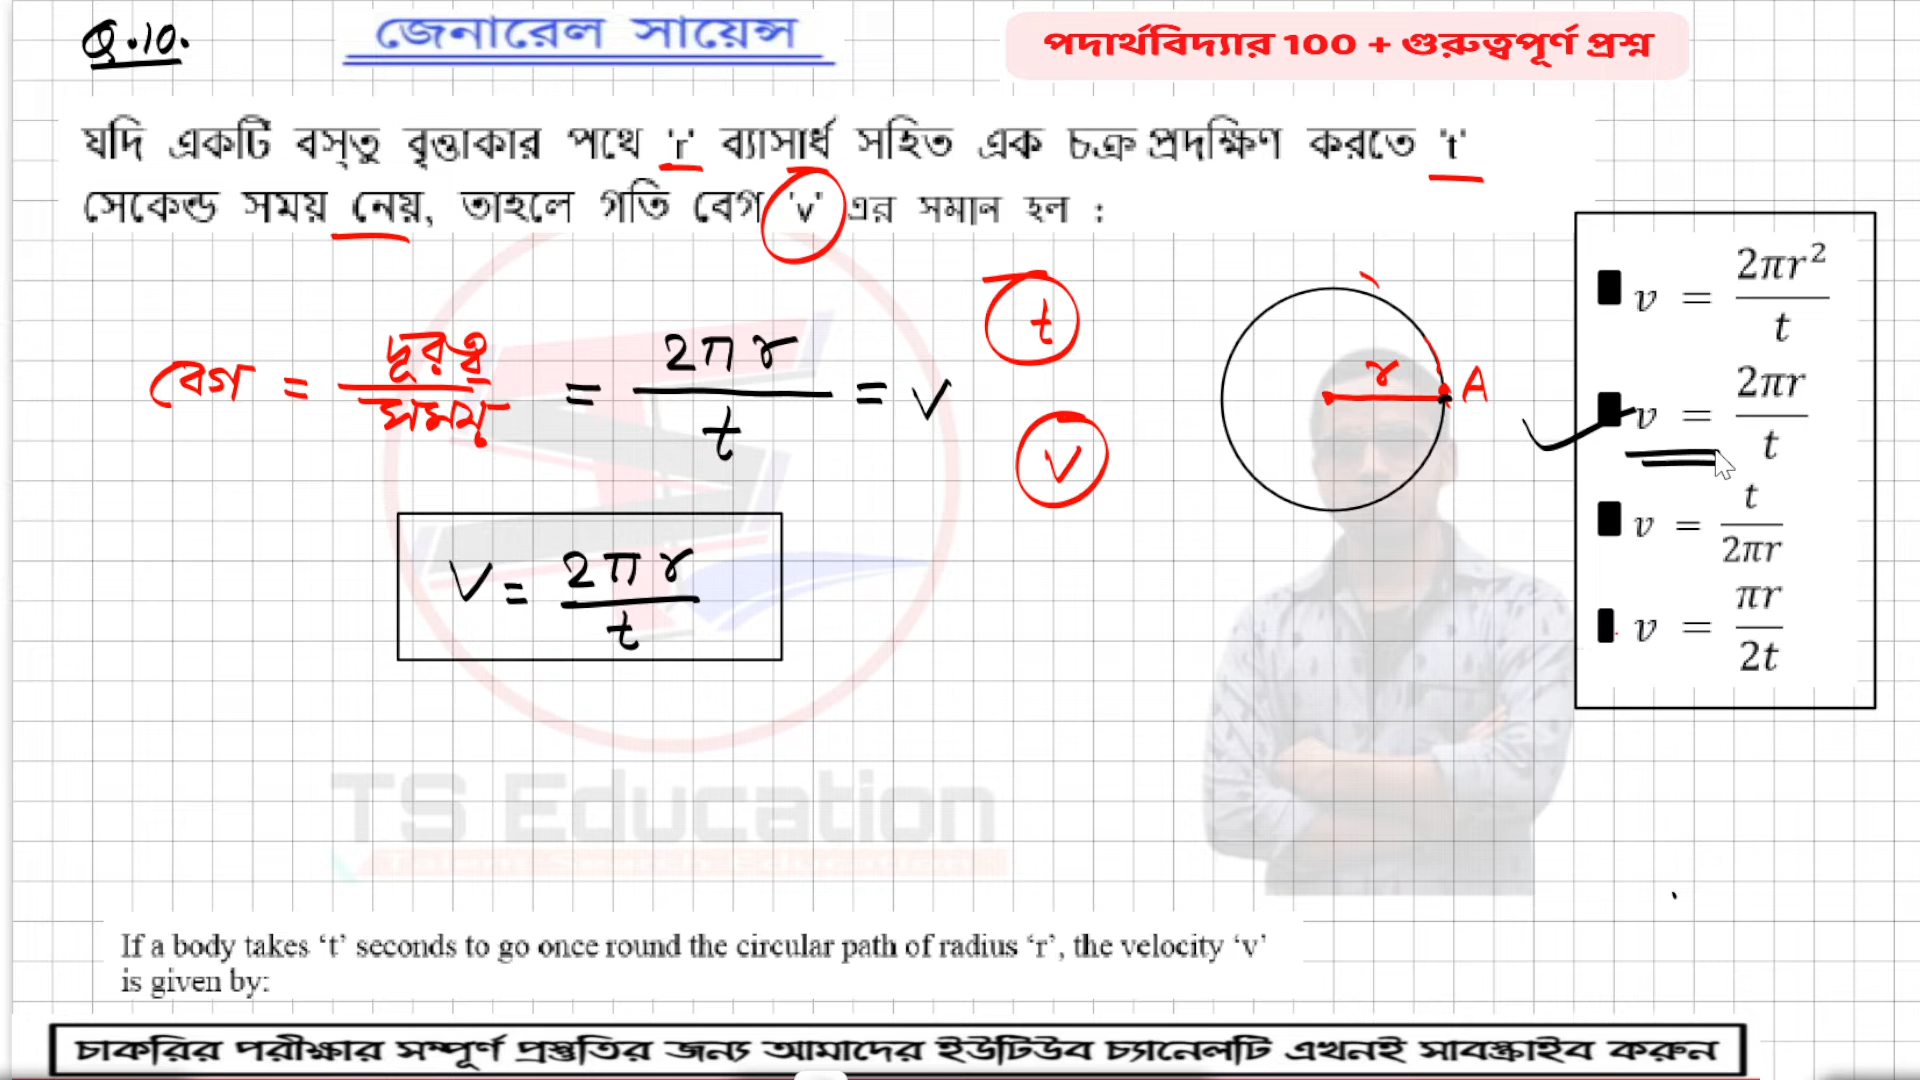 Q.10.
জেনারেল সায়েন্স
পদার্থবিদ্যার 100 + গুরুত্বপূর্ণ প্রশ্ন
যদি একটি বস্তু বৃত্তাকার পথে 'r' ব্যাসার্ধ সহিত এক চক্র প্রদক্ষিণ করতে 't'
সেকেন্ড সময় নেয়, তাহলে গতি বেগ 'v' এর সমান হল :
বেগ = দূরত্ব / সময় = 2πr / t = v
t
v
r A
v = 2πr² / t
v = 2πr / t
v = t / 2πr
v = πr / 2t
V = 2πr / t
TS Education
If a body takes ‘t’ seconds to go once round the circular path of radius ‘r’, the velocity ‘v’
is given by:
চাকরির পরীক্ষার সম্পূর্ণ প্রস্তুতির জন্য আমাদের ইউটিউব চ্যানেলটি এখনই সাবস্ক্রাইব করুন